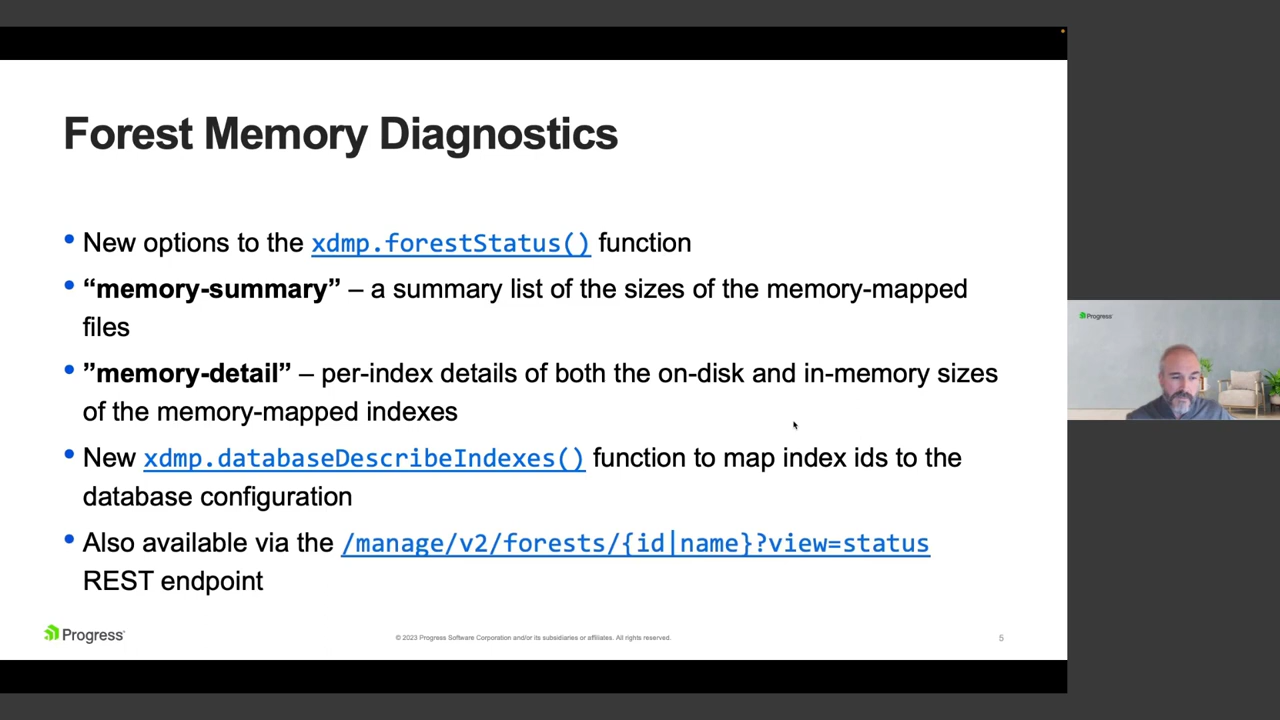 Forest Memory Diagnostics
• New options to the xdmp.forestStatus() function
• “memory-summary” – a summary list of the sizes of the memory-mapped
files
• ”memory-detail” – per-index details of both the on-disk and in-memory sizes
of the memory-mapped indexes
• New xdmp.databaseDescribeIndexes() function to map index ids to the
database configuration
• Also available via the /manage/v2/forests/{id|name}?view=status
REST endpoint
Progress
© 2023 Progress Software Corporation and/or its subsidiaries or affiliates. All rights reserved.
5
Progress